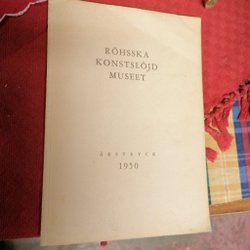 RÖHSSKA
KONSTSLÖJD
MUSEET
ÅRSTRYCK
1950